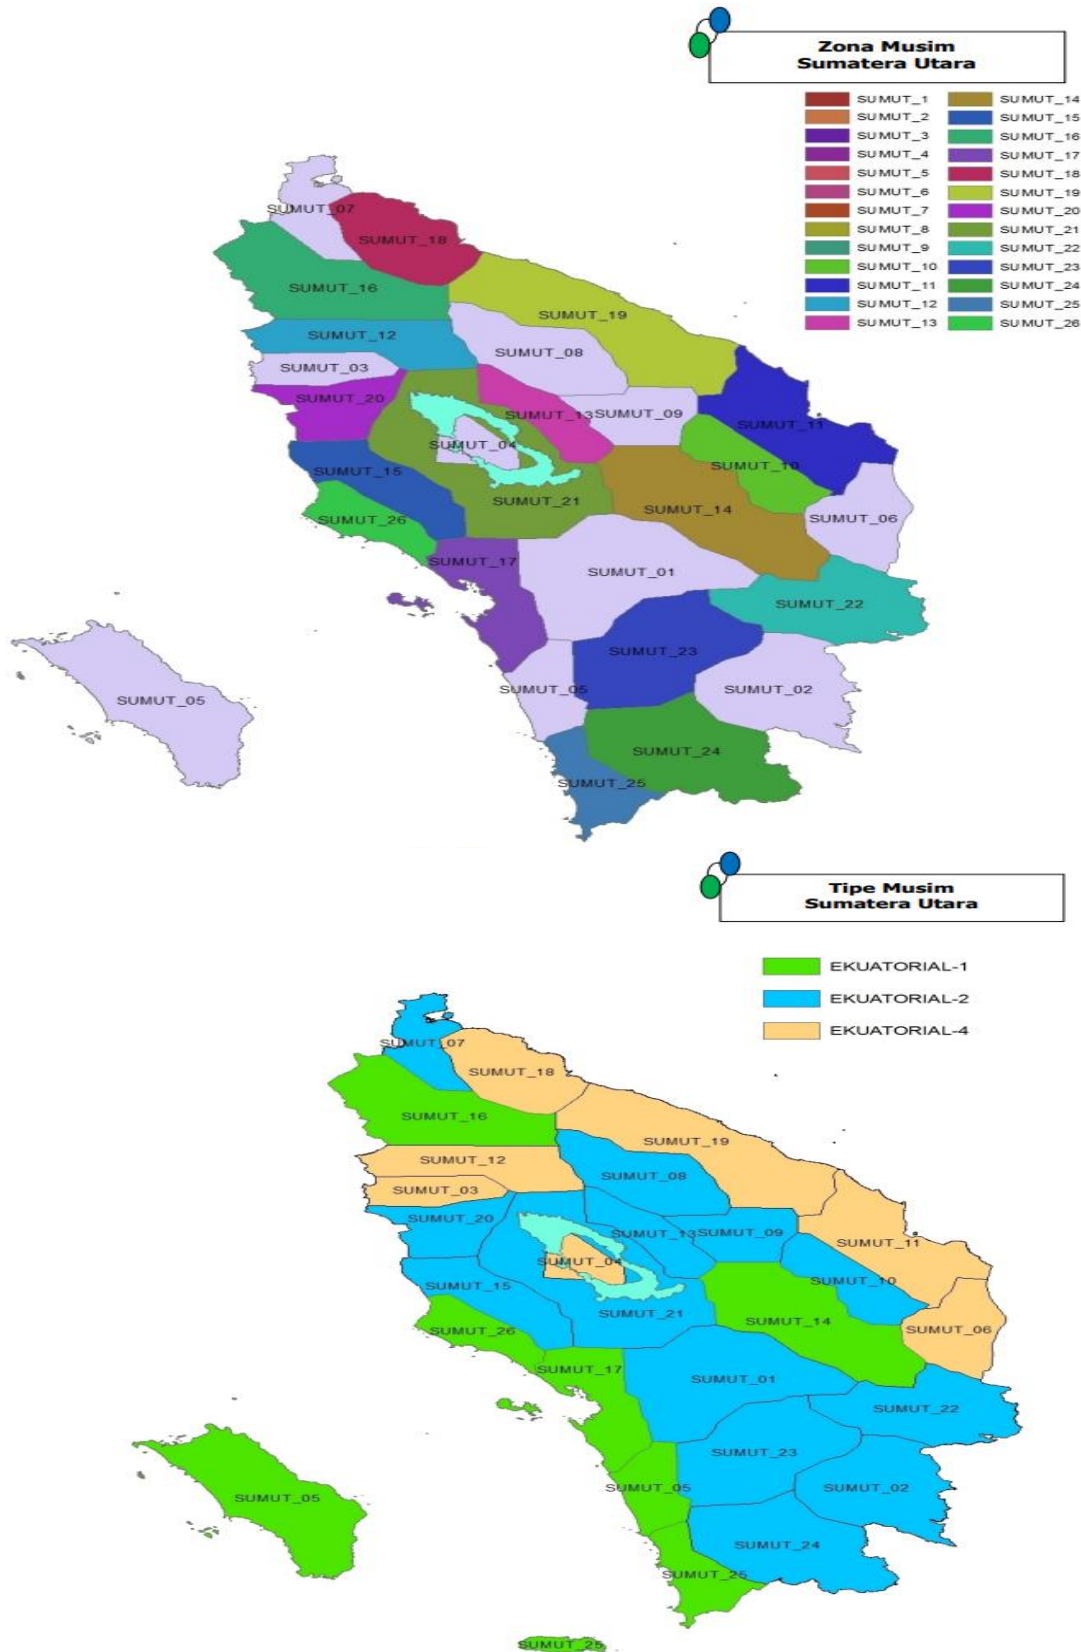 Zona Musim
Sumatera Utara
SUMUT_1
SUMUT_2
SUMUT_3
SUMUT_4
SUMUT_5
SUMUT_6
SUMUT_7
SUMUT_8
SUMUT_9
SUMUT_10
SUMUT_11
SUMUT_12
SUMUT_13
SUMUT_14
SUMUT_15
SUMUT_16
SUMUT_17
SUMUT_18
SUMUT_19
SUMUT_20
SUMUT_21
SUMUT_22
SUMUT_23
SUMUT_24
SUMUT_25
SUMUT_26
SUMUT_07
SUMUT_18
SUMUT_16
SUMUT_19
SUMUT_12
SUMUT_08
SUMUT_03
SUMUT_20
SUMUT_13
SUMUT_09
SUMUT_11
SUMUT_04
SUMUT_10
SUMUT_15
SUMUT_21
SUMUT_14
SUMUT_26
SUMUT_06
SUMUT_17
SUMUT_01
SUMUT_22
SUMUT_23
SUMUT_05
SUMUT_02
SUMUT_05
SUMUT_24
SUMUT_25
Tipe Musim
Sumatera Utara
EKUATORIAL-1
EKUATORIAL-2
EKUATORIAL-4
SUMUT_07
SUMUT_18
SUMUT_16
SUMUT_19
SUMUT_12
SUMUT_08
SUMUT_03
SUMUT_20
SUMUT_13
SUMUT_09
SUMUT_11
SUMUT_04
SUMUT_10
SUMUT_15
SUMUT_21
SUMUT_14
SUMUT_26
SUMUT_06
SUMUT_17
SUMUT_01
SUMUT_22
SUMUT_23
SUMUT_05
SUMUT_02
SUMUT_05
SUMUT_24
SUMUT_25
SUMUT_25